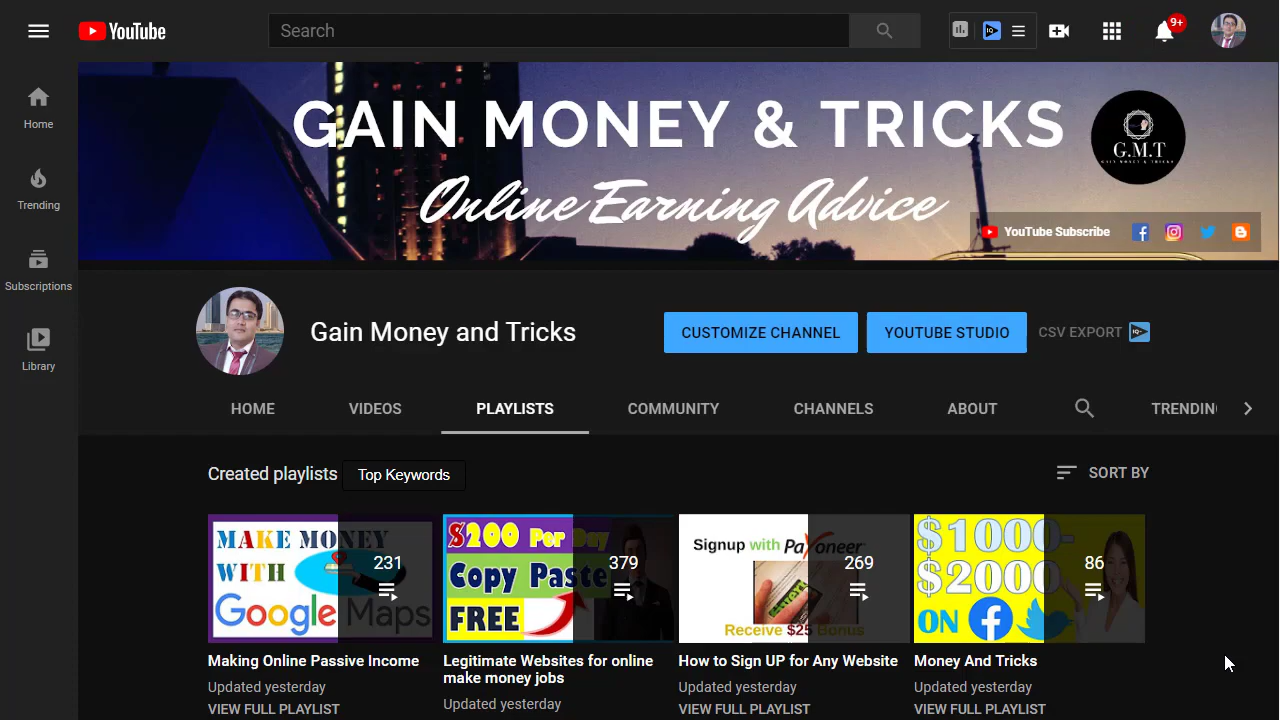 YouTube
Search
9+
Home
Trending
Subscriptions
Library
GAIN MONEY & TRICKS
Online Earning Advice
G.M.T
GAIN MONEY & TRICKS
YouTube Subscribe
Gain Money and Tricks
CUSTOMIZE CHANNEL
YOUTUBE STUDIO
CSV EXPORT
HOME
VIDEOS
PLAYLISTS
COMMUNITY
CHANNELS
ABOUT
TRENDIN
Created playlists
Top Keywords
SORT BY
MAKE MONEY
WITH
Google Maps
231
$200 Per Day
Copy Paste
FREE
379
Signup with Payoneer
Receive $25 Bonus
269
$1000-
$2000
ON
86
Making Online Passive Income
Updated yesterday
VIEW FULL PLAYLIST
Legitimate Websites for online
make money jobs
Updated yesterday
How to Sign UP for Any Website
Updated yesterday
VIEW FULL PLAYLIST
Money And Tricks
Updated yesterday
VIEW FULL PLAYLIST